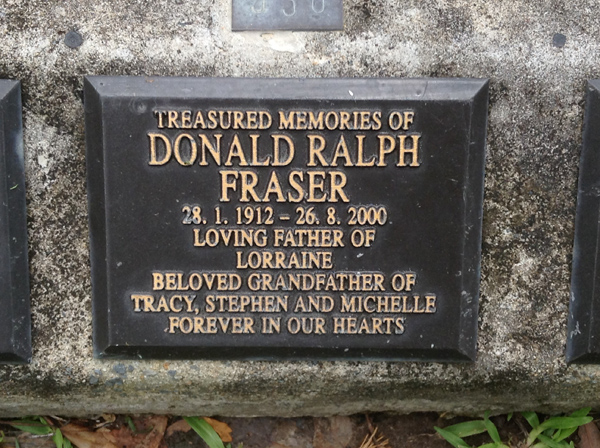 430
TREASURED MEMORIES OF
DONALD RALPH
FRASER
28. 1. 1912 – 26. 8. 2000
LOVING FATHER OF
LORRAINE
BELOVED GRANDFATHER OF
TRACY, STEPHEN AND MICHELLE
FOREVER IN OUR HEARTS